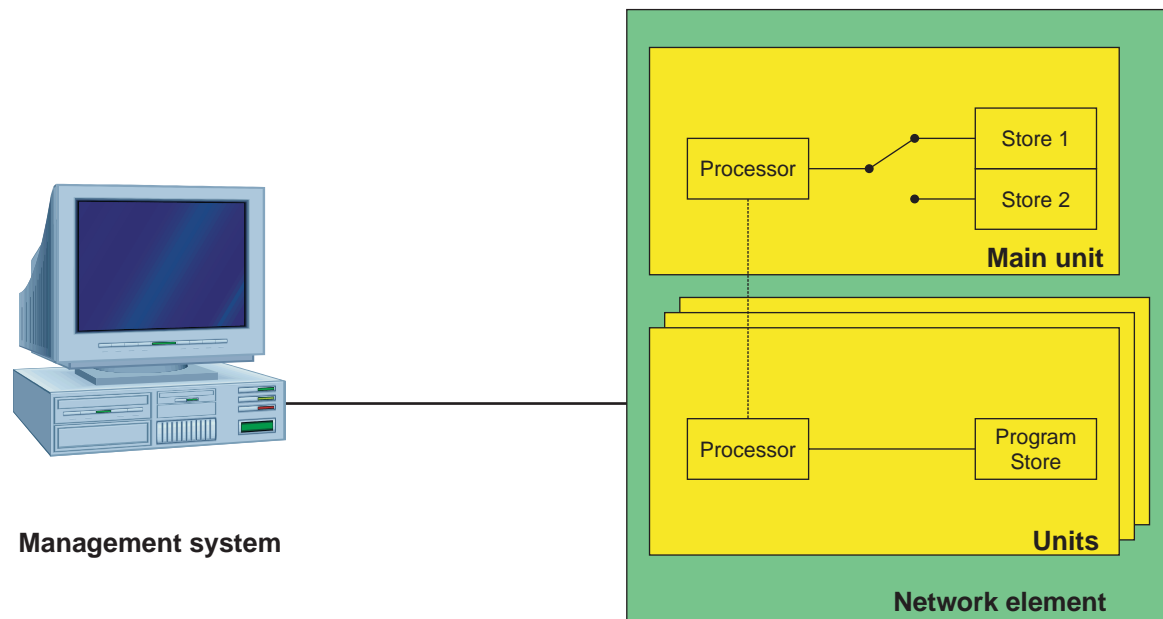 Processor
Store 1
Store 2
Main unit
Processor
Program
Store
Units
Management system
Network element